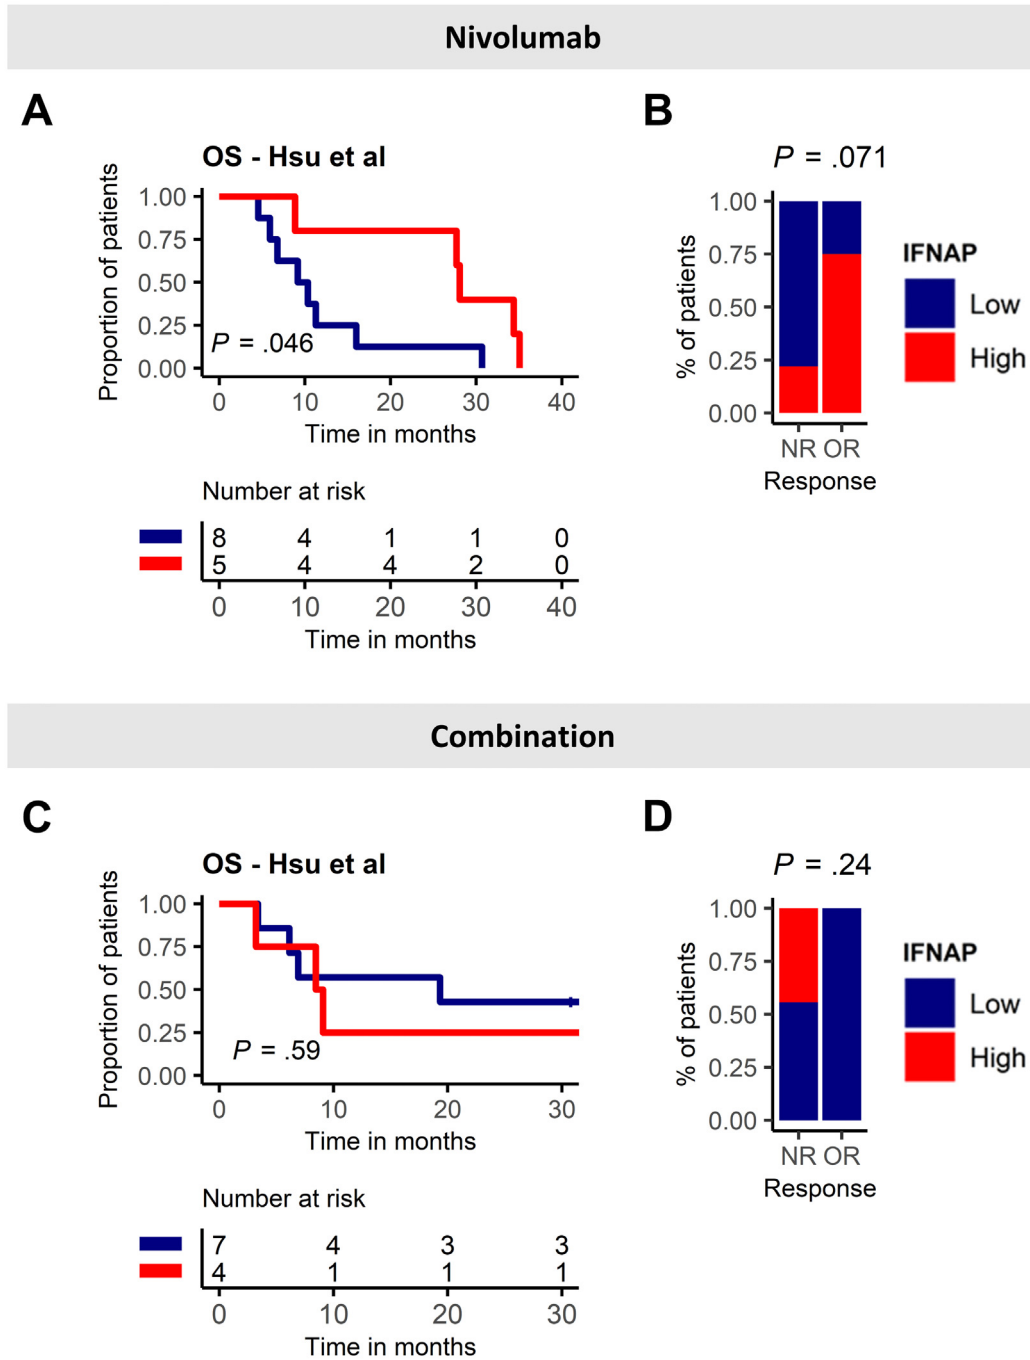 Nivolumab
A
OS - Hsu et al
Proportion of patients
1.00
0.75
0.50
0.25
0.00
P = .046
0 10 20 30 40
Time in months
Number at risk
8 4 1 1 0
5 4 4 2 0
0 10 20 30 40
Time in months
B
P = .071
% of patients
1.00
0.75
0.50
0.25
0.00
NR OR
Response
IFNAP
Low
High
Combination
C
OS - Hsu et al
Proportion of patients
1.00
0.75
0.50
0.25
0.00
P = .59
0 10 20 30
Time in months
Number at risk
7 4 3 3
4 1 1 1
0 10 20 30
Time in months
D
P = .24
% of patients
1.00
0.75
0.50
0.25
0.00
NR OR
Response
IFNAP
Low
High